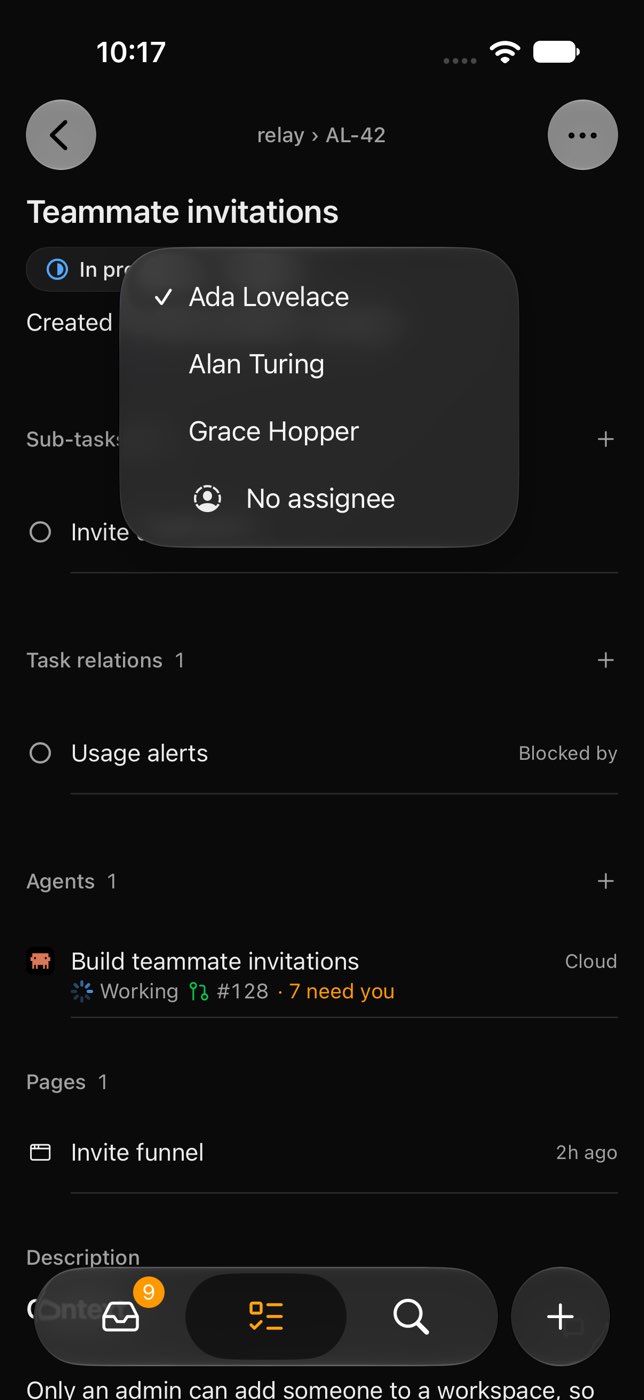 10:17
relay › AL-42
Teammate invitations
In pro
Ada Lovelace
Created
Alan Turing
Grace Hopper
Sub-tasks
No assignee
Invite
Task relations 1
Usage alerts
Blocked by
Agents 1
Build teammate invitations
Cloud
Working #128 · 7 need you
Pages 1
Invite funnel
2h ago
Description
9
Only an admin can add someone to a workspace, so